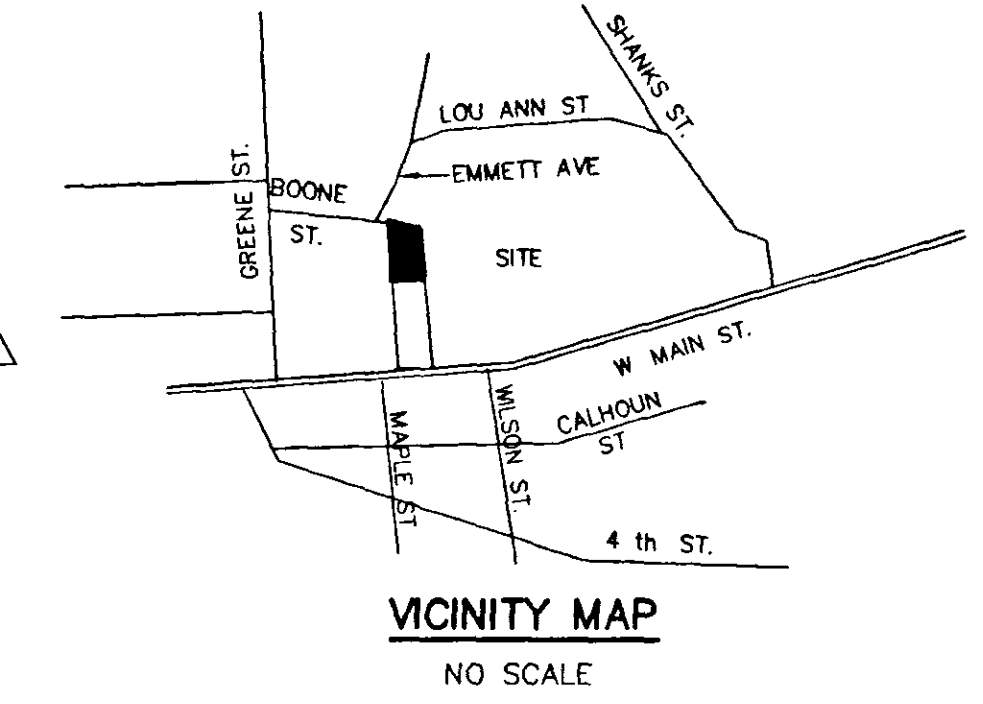 SHANKS ST.
LOU ANN ST
EMMETT AVE
GREENE ST.
BOONE
ST.
SITE
W MAIN ST.
MAPLE ST
WILSON ST.
CALHOUN
ST
4 th ST.
VICINITY MAP
NO SCALE